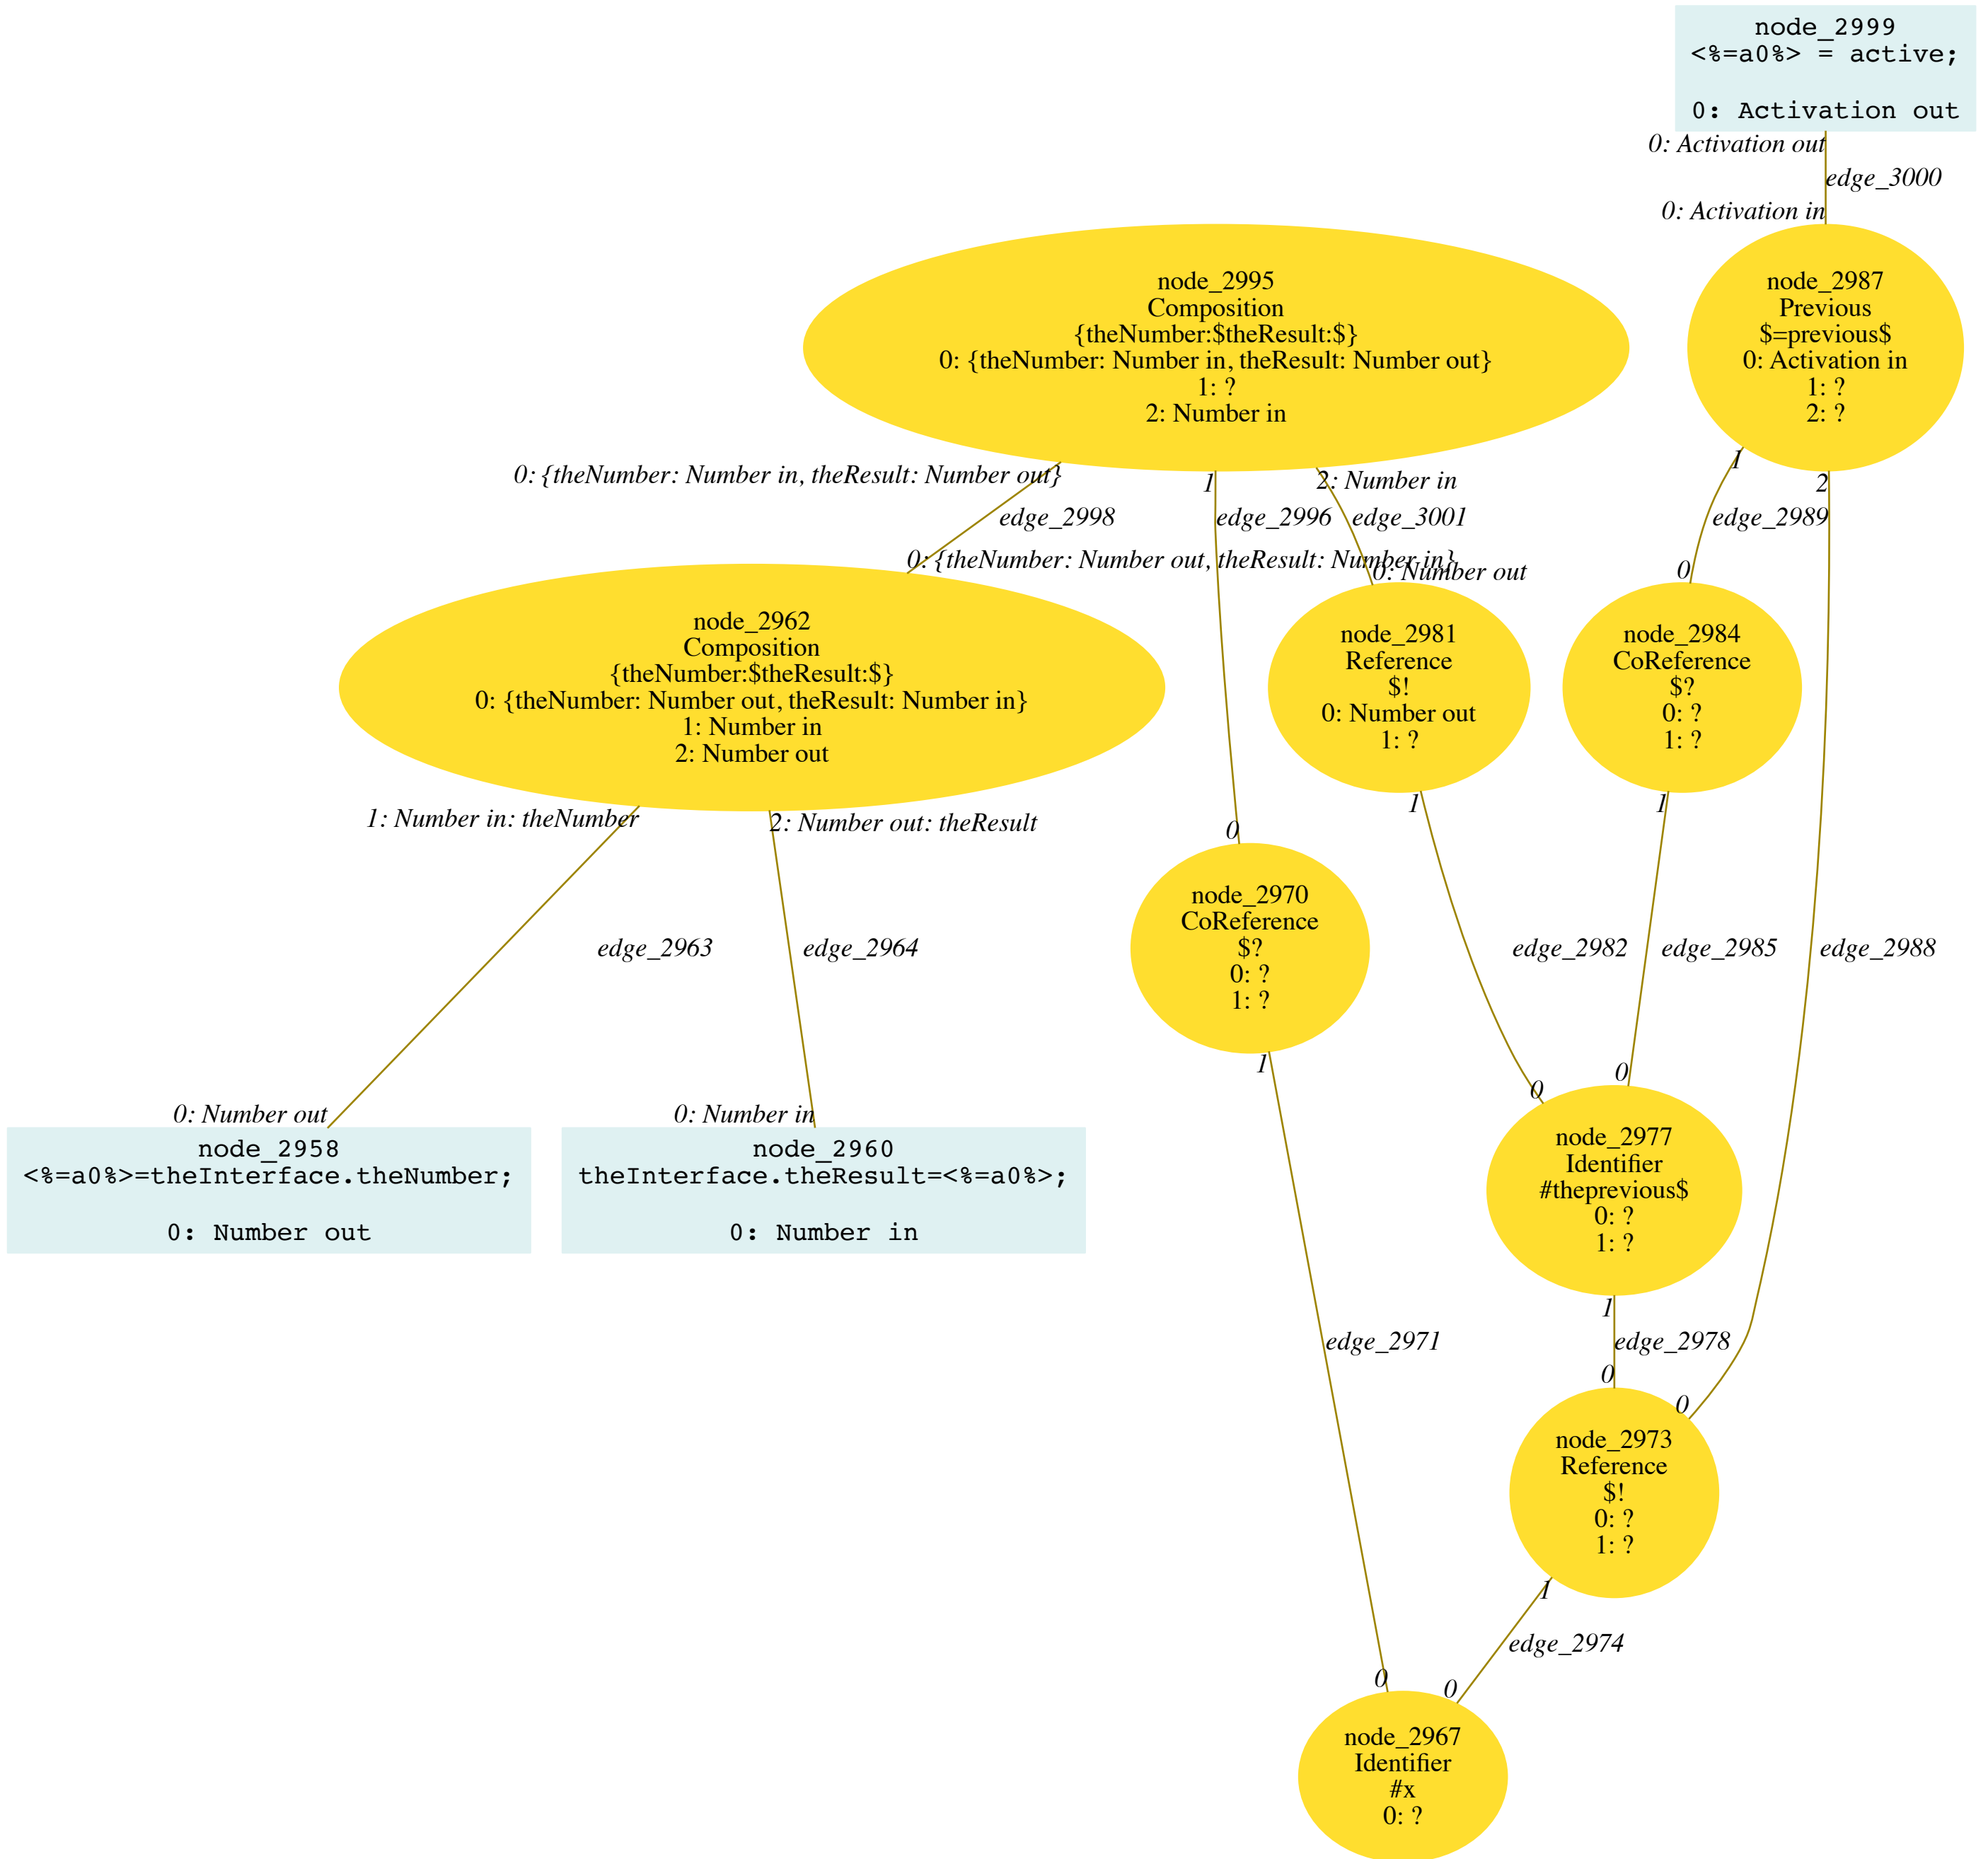 node_2999
<%=a0%> = active;
0: Activation out
0: Activation out
edge_3000
0: Activation in
node_2995
Composition
{theNumber:$theResult:$}
0: {theNumber: Number in, theResult: Number out}
1: ?
2: Number in
node_2987
Previous
$=previous$
0: Activation in
1: ?
2: ?
0: {theNumber: Number in, theResult: Number out}
edge_2998
0: {theNumber: Number out, theResult: Number in}
1
edge_2996
0
2: Number in
edge_3001
0: Number out
1
edge_2989
0
2
edge_2988
0
node_2962
Composition
{theNumber:$theResult:$}
0: {theNumber: Number out, theResult: Number in}
1: Number in
2: Number out
node_2981
Reference
$!
0: Number out
1: ?
node_2984
CoReference
$?
0: ?
1: ?
1: Number in: theNumber
edge_2963
0: Number out
2: Number out: theResult
edge_2964
0: Number in
node_2970
CoReference
$?
0: ?
1: ?
1
edge_2982
0
1
edge_2985
0
node_2958
<%=a0%>=theInterface.theNumber;
0: Number out
node_2960
theInterface.theResult=<%=a0%>;
0: Number in
node_2977
Identifier
#theprevious$
0: ?
1: ?
1
edge_2971
0
1
edge_2978
0
node_2973
Reference
$!
0: ?
1: ?
1
edge_2974
0
node_2967
Identifier
#x
0: ?